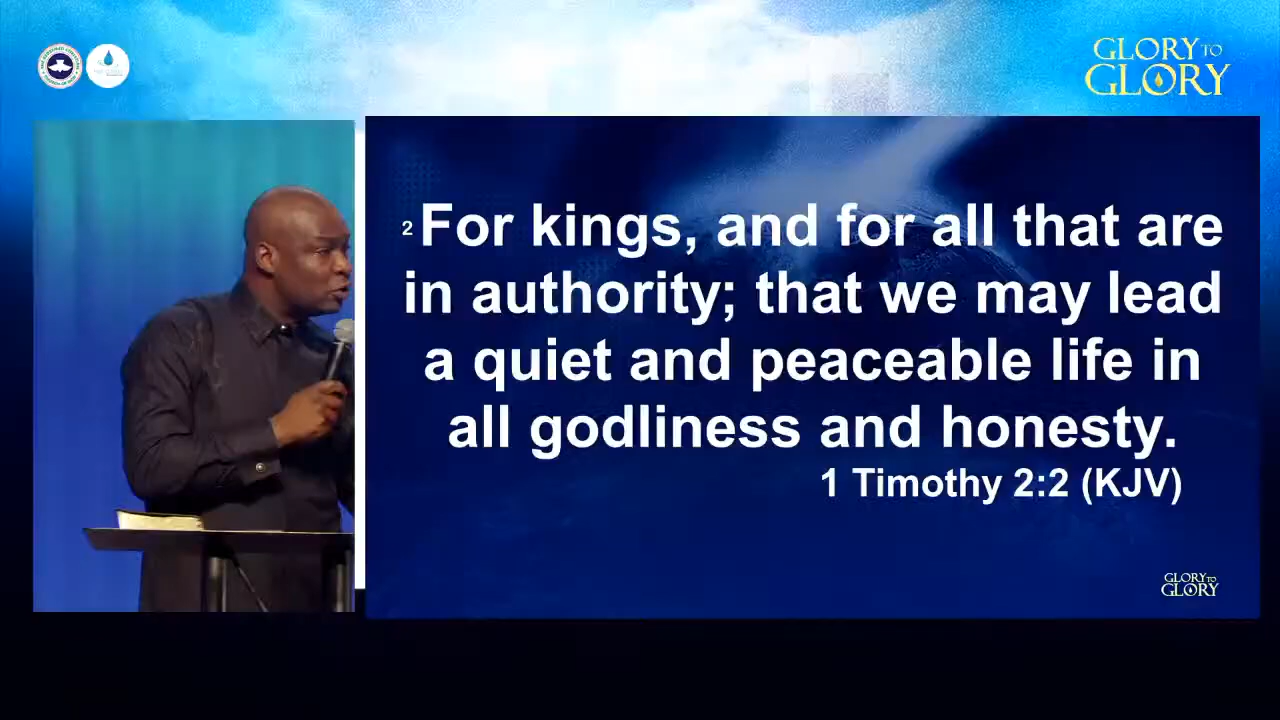 GLORY TO
GLORY
2 For kings, and for all that are
in authority; that we may lead
a quiet and peaceable life in
all godliness and honesty.
1 Timothy 2:2 (KJV)
GLORY TO
GLORY